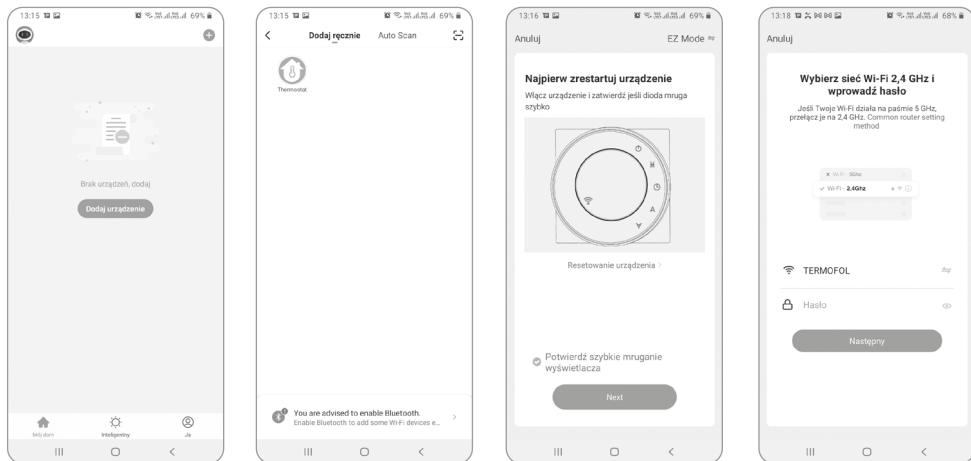 13:15
69%
Brak urządzeń, dodaj
Dodaj urządzenie
Mój dom
Inteligentny
Ja
13:15
69%
Dodaj ręcznie
Auto Scan
Thermostat
You are advised to enable Bluetooth.
Enable Bluetooth to add some Wi-Fi devices e...
13:16
69%
Anuluj
EZ Mode
Najpierw zrestartuj urządzenie
Włącz urządzenie i zatwierdź jeśli dioda mruga
szybko
A
Resetowanie urządzenia >
Potwierdź szybkie mruganie
wyświetlacza
Next
13:18
68%
Anuluj
Wybierz sieć Wi-Fi 2,4 GHz i
wprowadź hasło
Jeśli Twoje Wi-Fi działa na paśmie 5 GHz,
przełącz je na 2,4 GHz. Common router setting
method
Wi-Fi - 5Ghz
Wi-Fi - 2.4Ghz
TERMOFOL
Hasło
Następny